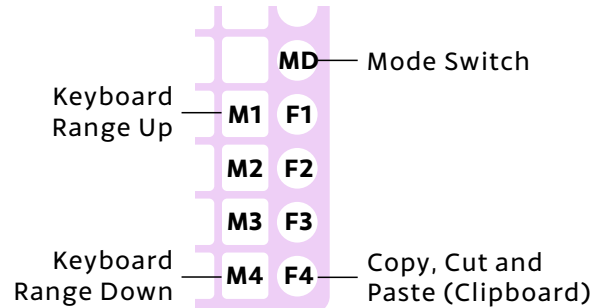 MD Mode Switch
Keyboard
Range Up
M1 F1
M2 F2
M3 F3
Keyboard
Range Down
M4 F4
Copy, Cut and
Paste (Clipboard)